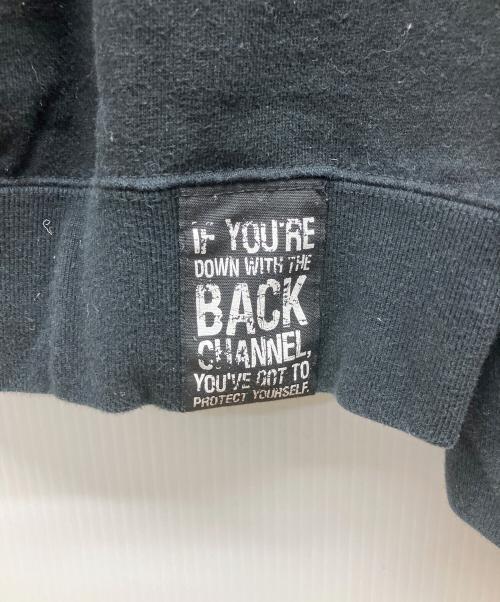 IF YOU'RE
DOWN WITH THE
BACK
CHANNEL,
YOU'VE GOT TO
PROTECT YOURSELF.